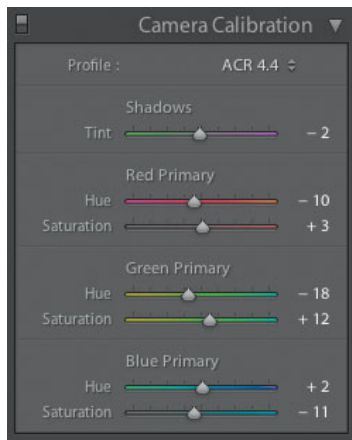 Camera Calibration
Profile : ACR 4.4
Shadows
Tint − 2
Red Primary
Hue − 10
Saturation + 3
Green Primary
Hue − 18
Saturation + 12
Blue Primary
Hue + 2
Saturation − 11